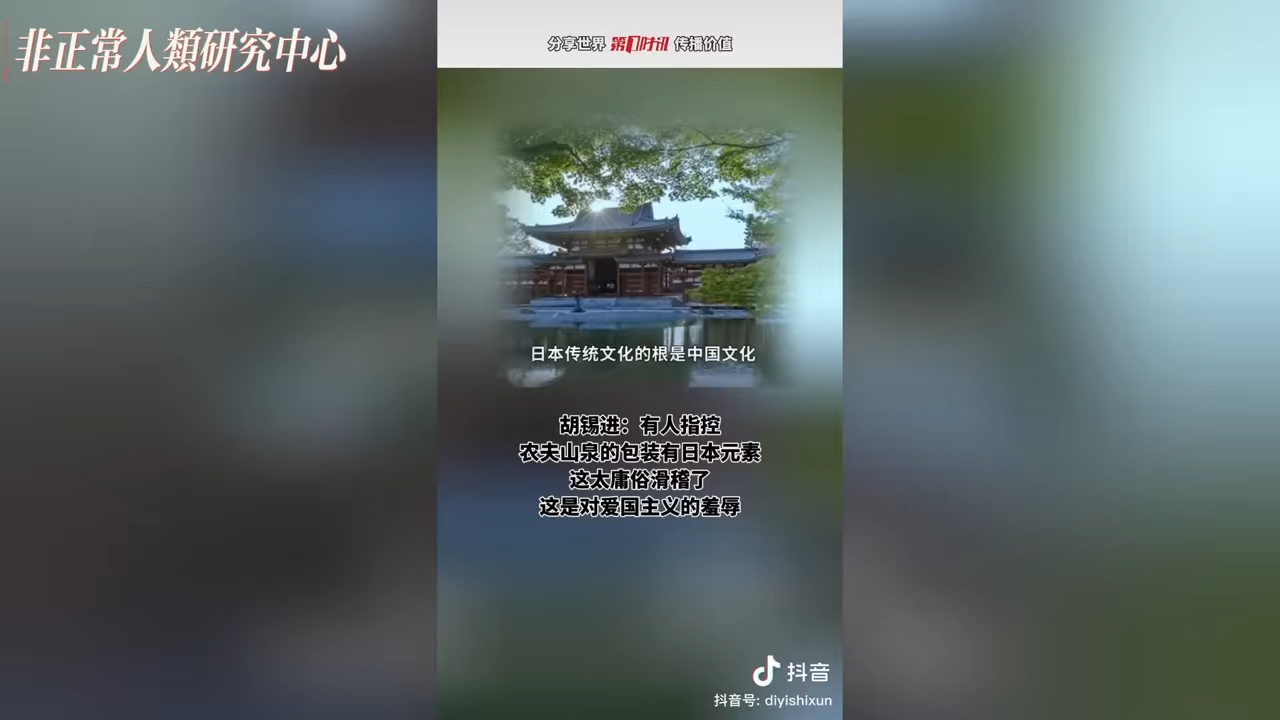 非正常人類研究中心
分享世界 第1时讯 传播价值
日本传统文化的根是中国文化
胡锡进：有人指控
农夫山泉的包装有日本元素
这太庸俗滑稽了
这是对爱国主义的羞辱
抖音
抖音号: diyishixun